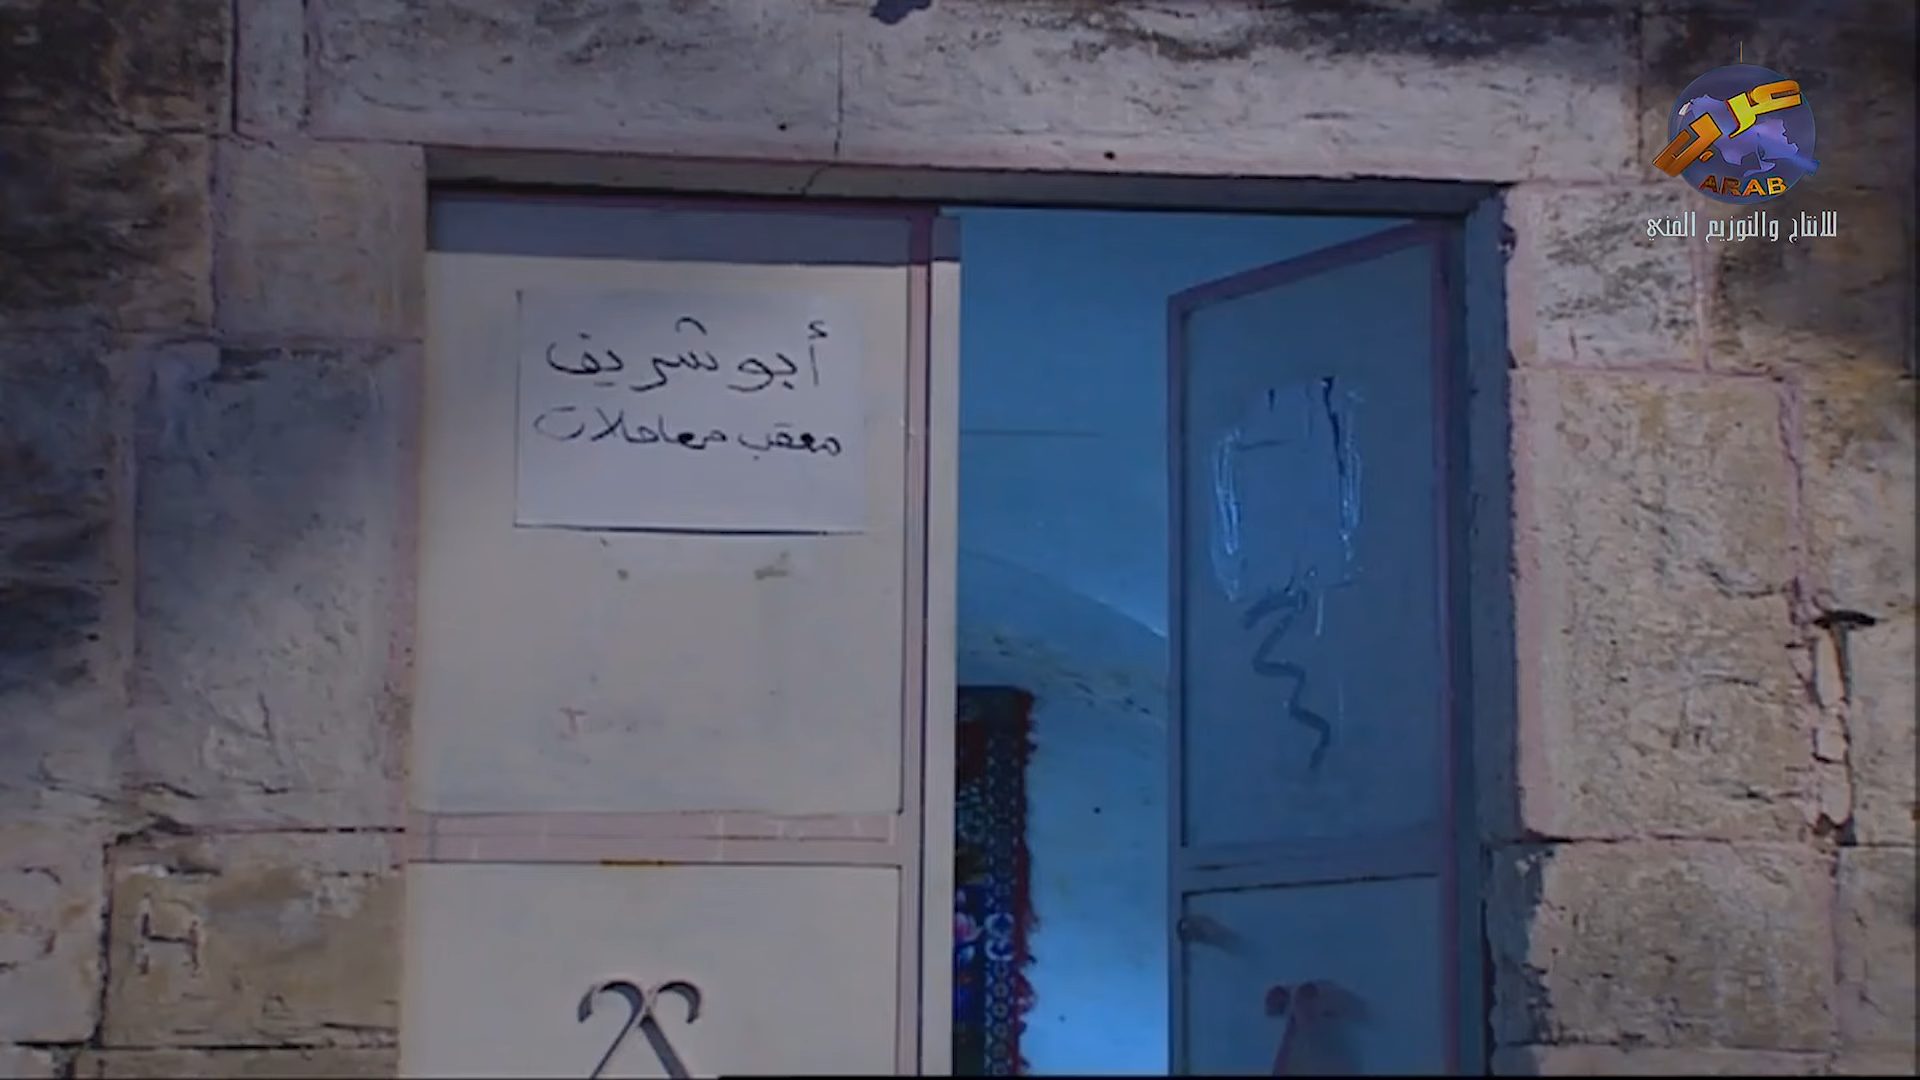 عرب
ARAB
للانتاج والتوزيع الفني
أبو شريف
معقب معاملات
H